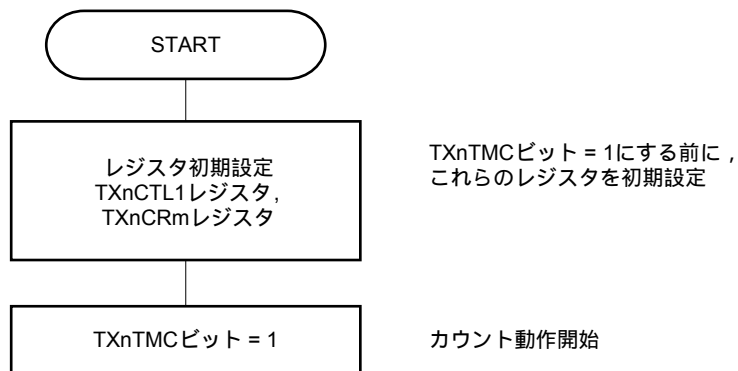 START
レジスタ初期設定
TXnCTL1レジスタ,
TXnCRmレジスタ
TXnTMCビット = 1にする前に，
これらのレジスタを初期設定
TXnTMCビット = 1
カウント動作開始